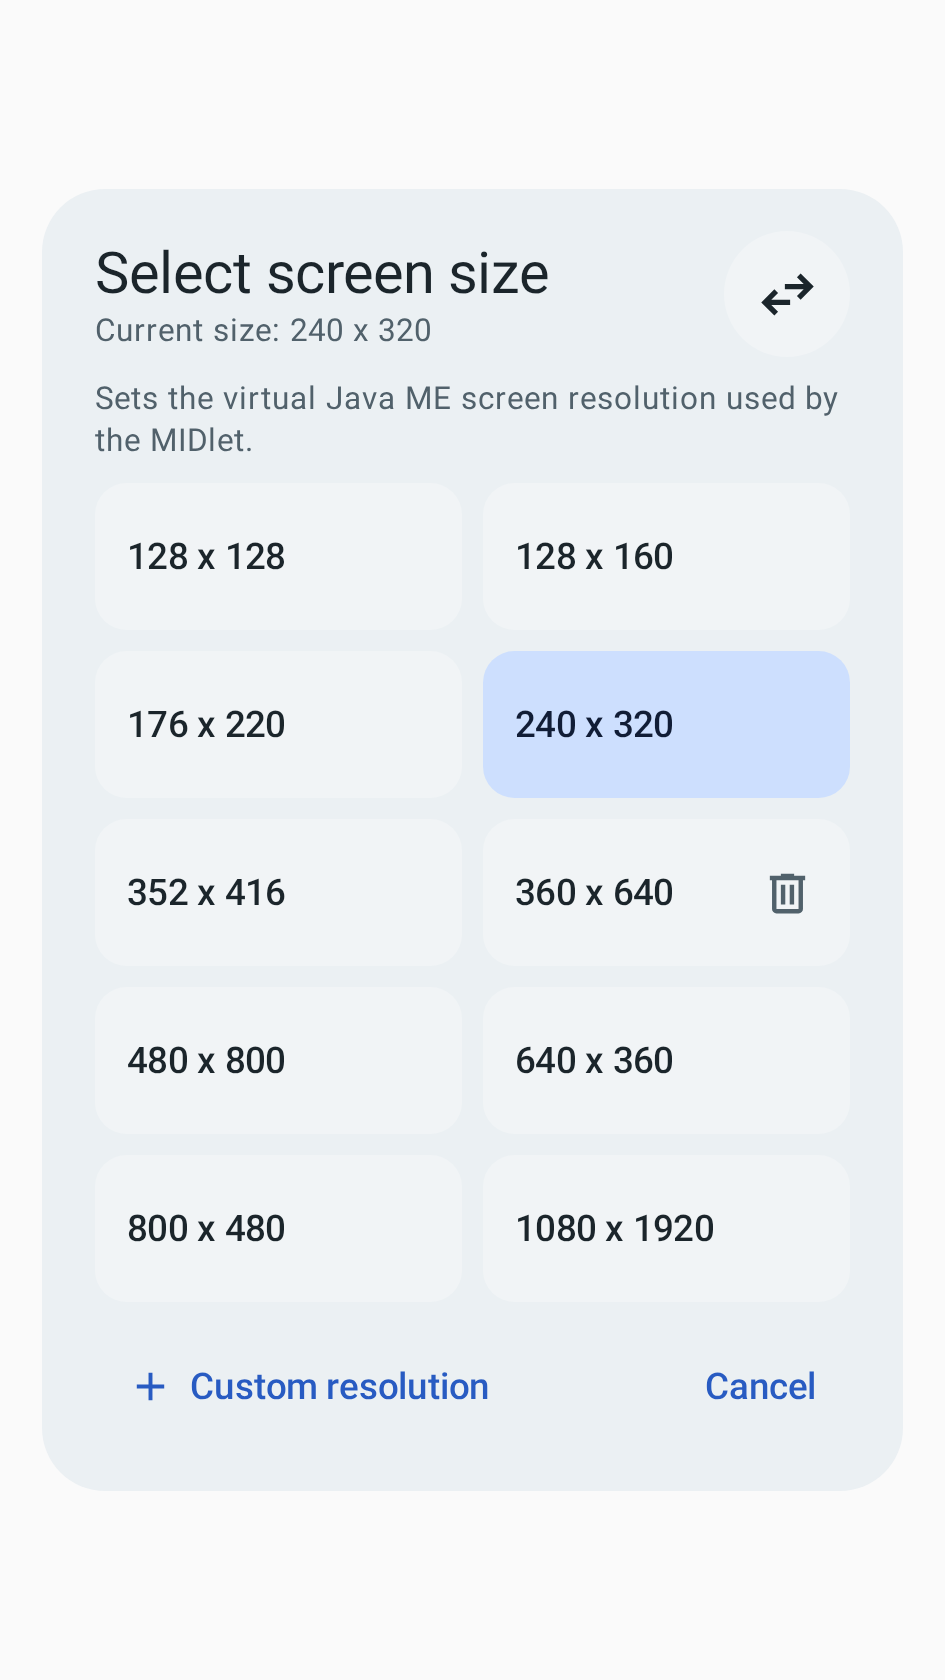 Select screen size
Current size: 240 x 320
Sets the virtual Java ME screen resolution used by
the MIDlet.
128 x 128
128 x 160
176 x 220
240 x 320
352 x 416
360 x 640
480 x 800
640 x 360
800 x 480
1080 x 1920
Custom resolution
Cancel